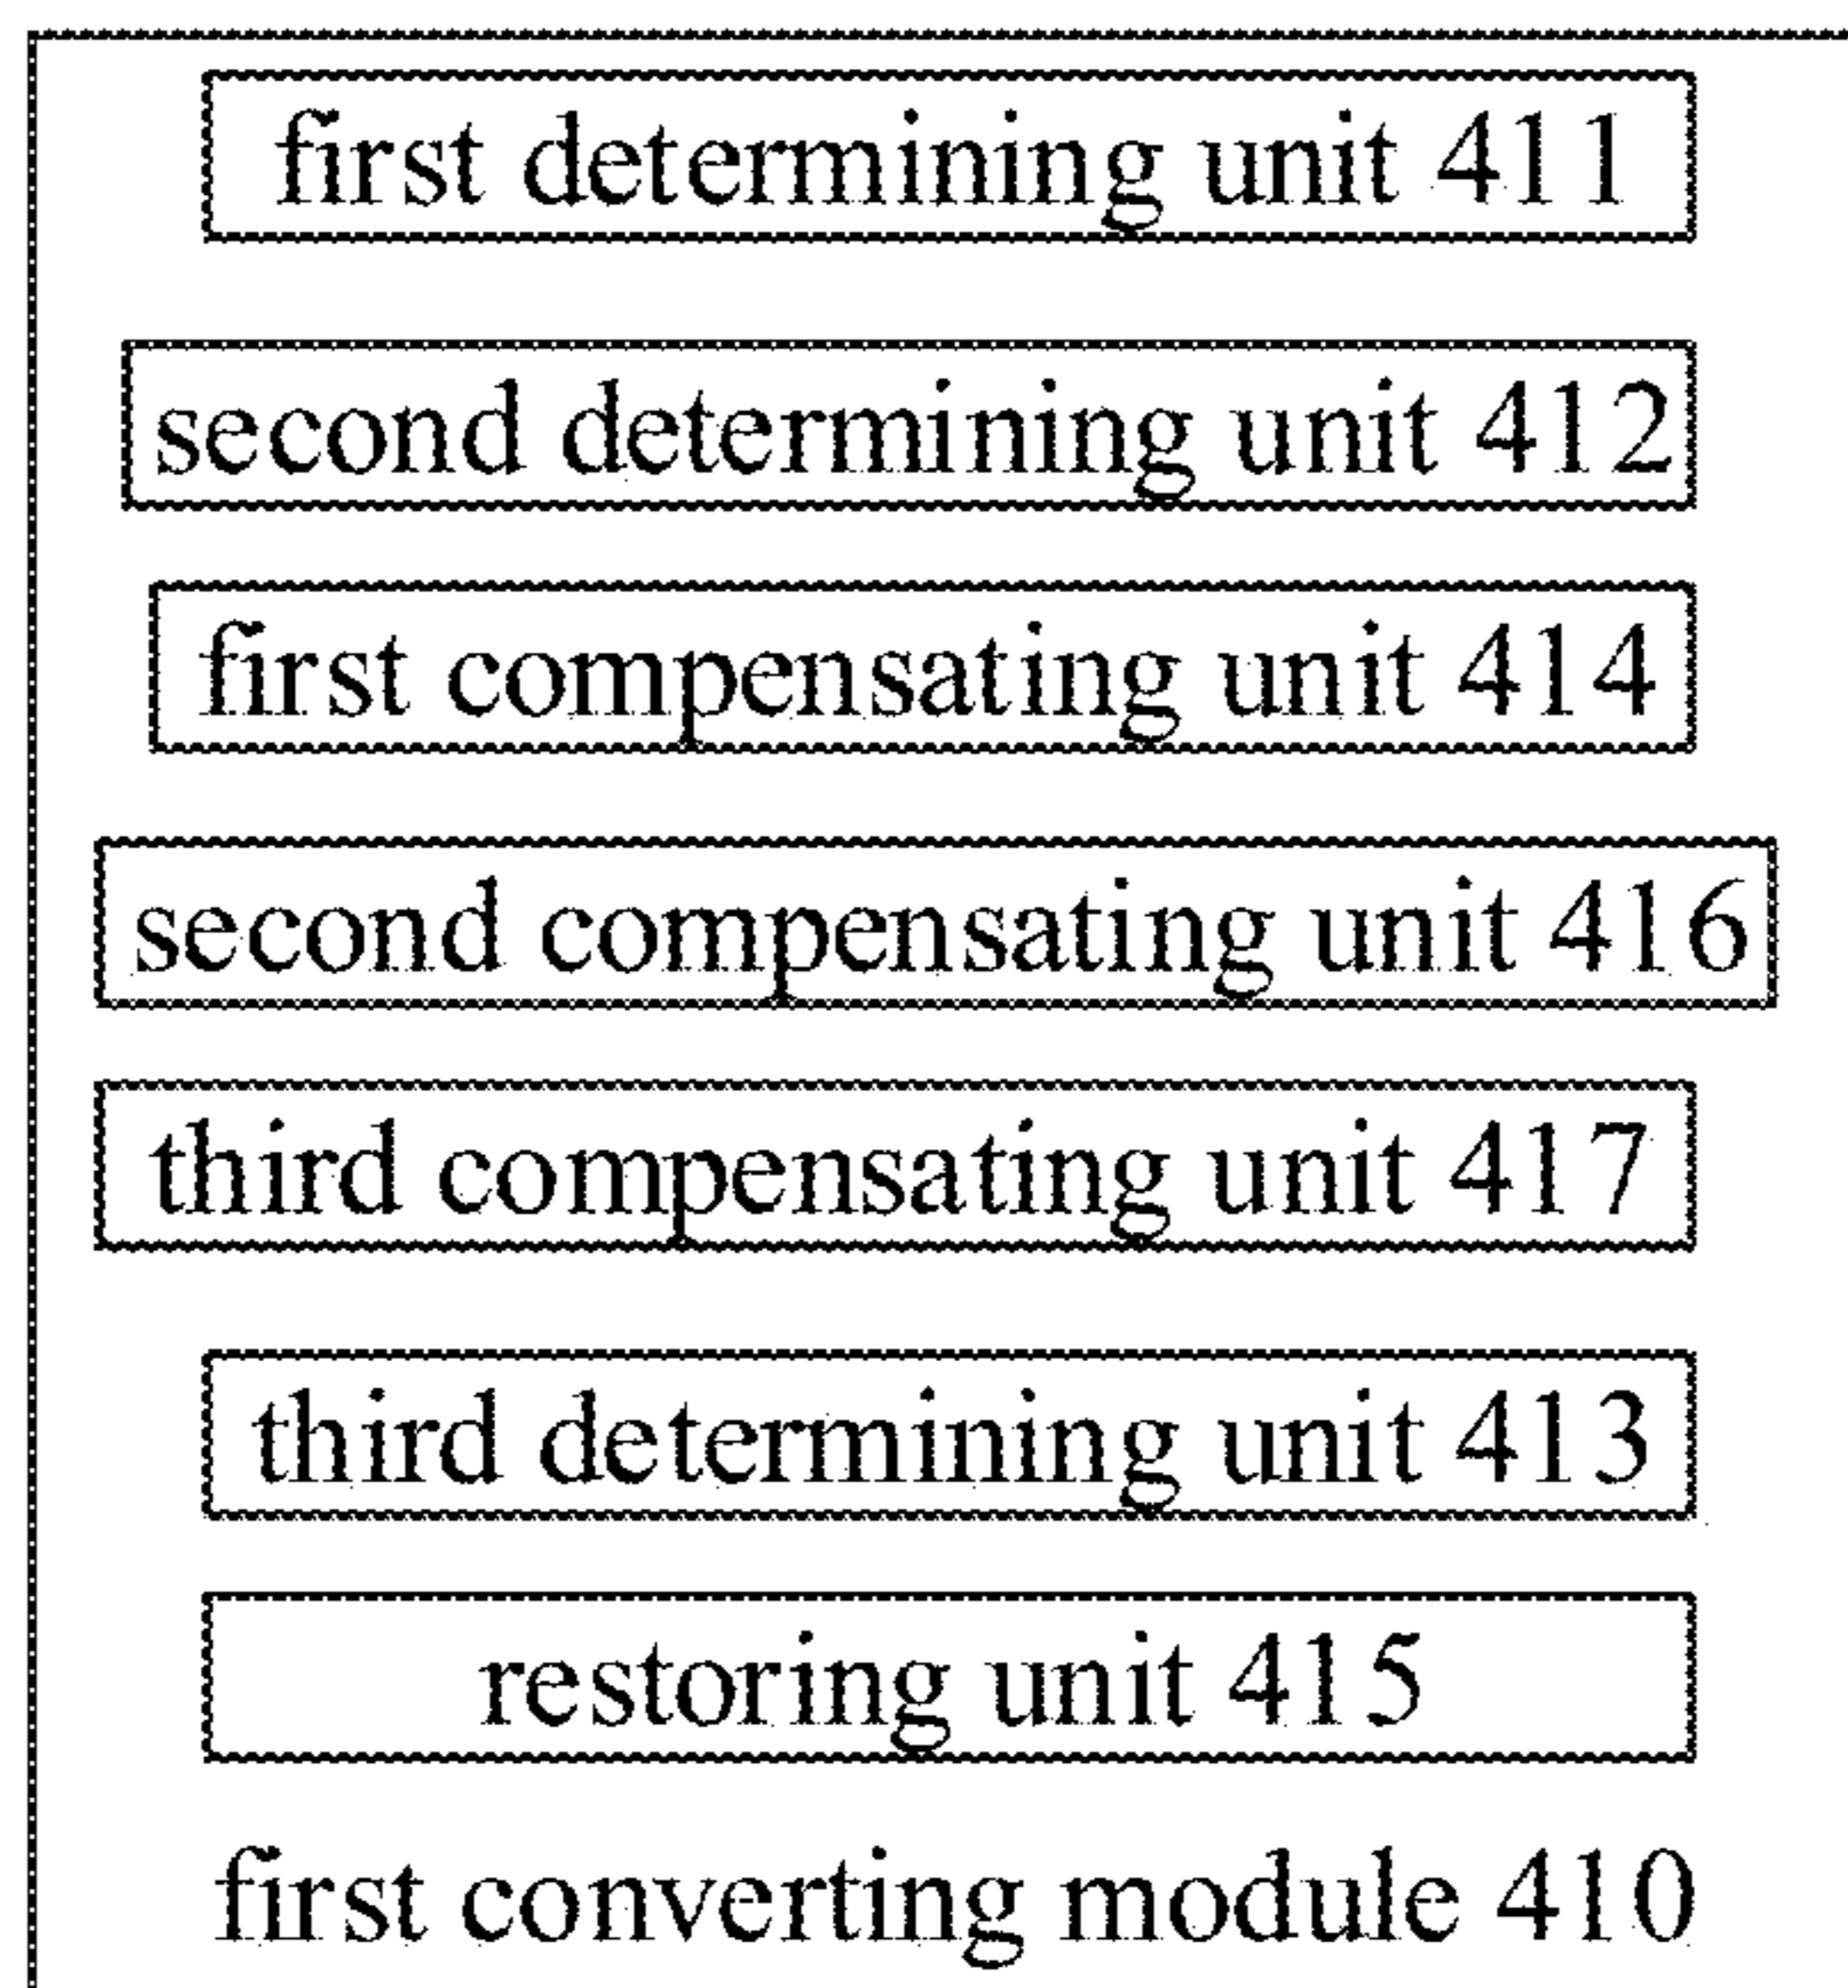 first determining unit 411
second determining unit 412
first compensating unit 414
second compensating unit 416
third compensating unit 417
third determining unit 413
restoring unit 415
first converting module 410